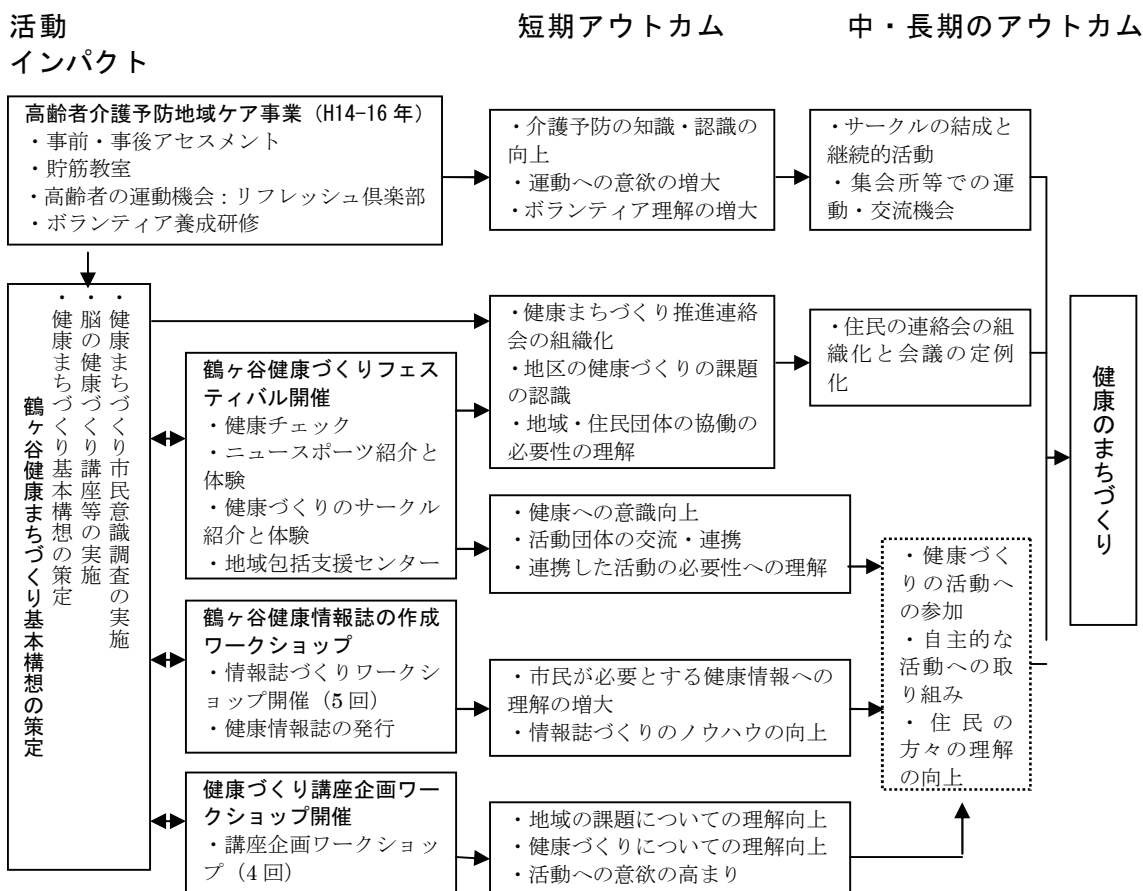 活動
インパクト
短期アウトカム
中・長期のアウトカム
高齢者介護予防地域ケア事業（H14-16 年）
・事前・事後アセスメント
・貯筋教室
・高齢者の運動機会：リフレッシュ倶楽部
・ボランティア養成研修
・介護予防の知識・認識の
向上
・運動への意欲の増大
・ボランティア理解の増大
・サークルの結成と
継続的活動
・集会所等での運
動・交流機会
・健康まちづくり市民意識調査の実施
・脳の健康づくり講座等の実施
・健康まちづくり基本構想の策定
鶴ヶ谷健康まちづくり基本構想の策定
鶴ヶ谷健康づくりフェス
ティバル開催
・健康チェック
・ニュースポーツ紹介と
体験
・健康づくりのサークル
紹介と体験
・地域包括支援センター
・健康まちづくり推進連絡
会の組織化
・地区の健康づくりの課題
の認識
・地域・住民団体の協働の
必要性の理解
・住民の連絡会の組
織化と会議の定例
化
・健康への意識向上
・活動団体の交流・連携
・連携した活動の必要性への理解
鶴ヶ谷健康情報誌の作成
ワークショップ
・情報誌づくりワークシ
ョップ開催（5 回）
・健康情報誌の発行
・市民が必要とする健康情報への
理解の増大
・情報誌づくりのノウハウの向上
健康づくり講座企画ワー
クショップ開催
・講座企画ワークショッ
プ（4 回）
・地域の課題についての理解向上
・健康づくりについての理解向上
・活動への意欲の高まり
・健康づく
りの活動へ
の参加
・自主的な
活動への取
り組み
・住民の
方々の理解
の向上
健康のまちづくり